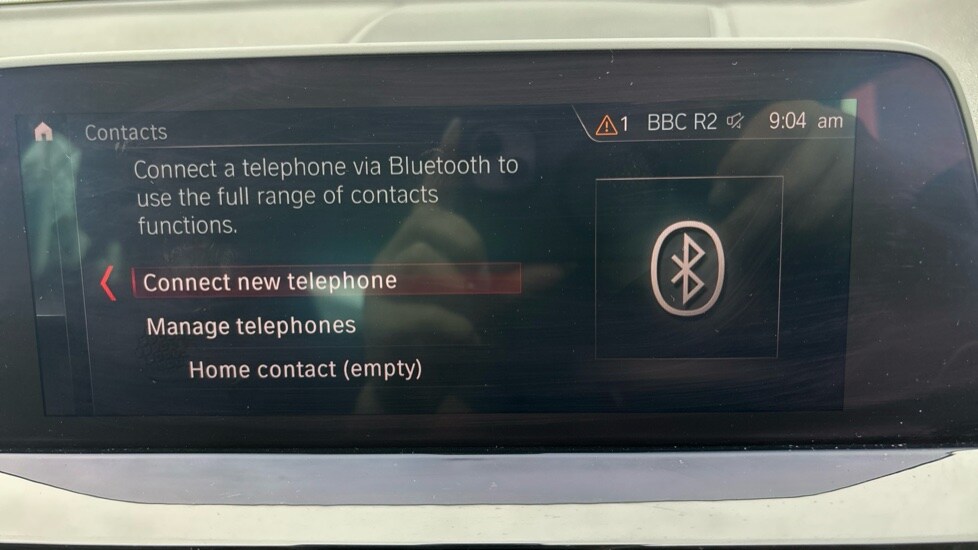 Contacts
1 BBC R2 9:04 am
Connect a telephone via Bluetooth to
use the full range of contacts
functions.
Connect new telephone
Manage telephones
Home contact (empty)